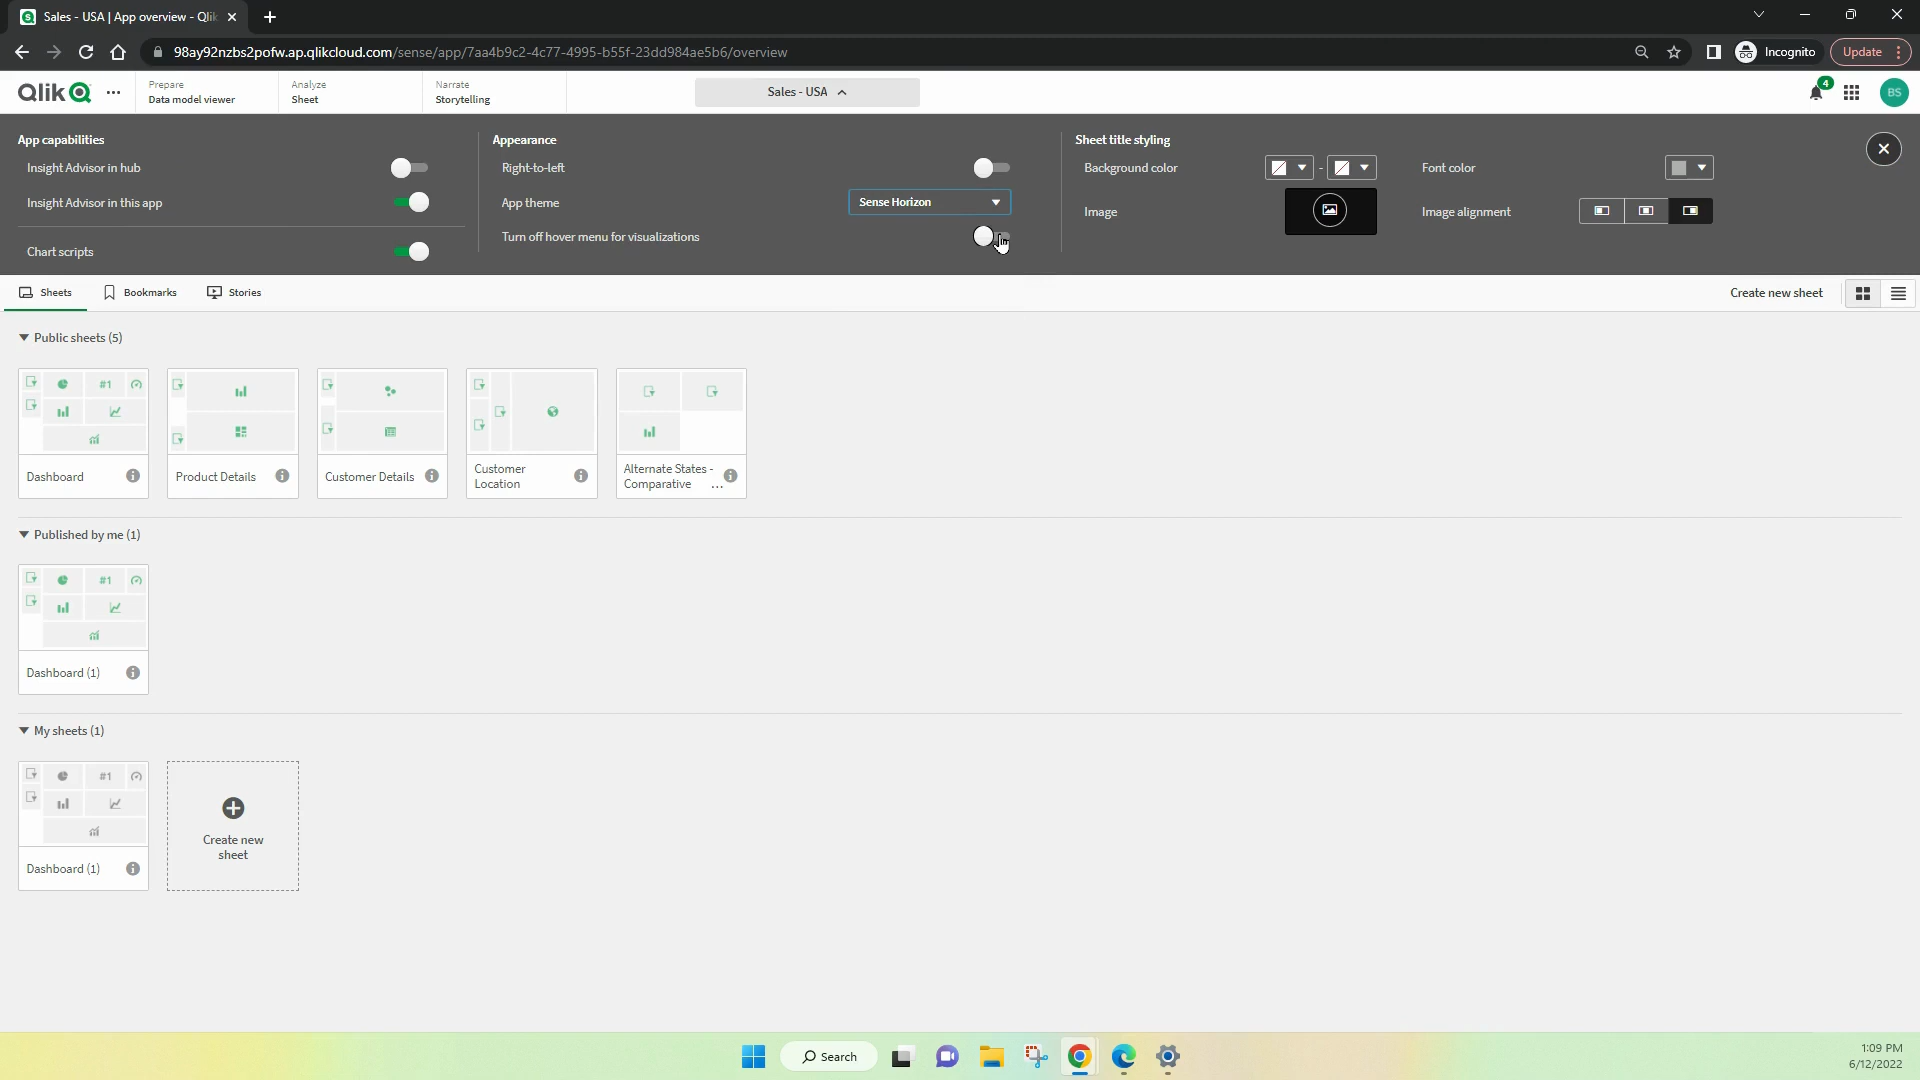 Sales - USA | App overview - Qlik
98ay92nzbs2pofw.ap.qlikcloud.com/sense/app/7aa4b9c2-4c77-4995-b55f-23dd984ae5b6/overview
Incognito
Update
Qlik
Prepare
Data model viewer
Analyze
Sheet
Narrate
Storytelling
Sales - USA
4
BS
App capabilities
Insight Advisor in hub
Insight Advisor in this app
Chart scripts
Appearance
Right-to-left
App theme
Sense Horizon
Turn off hover menu for visualizations
Sheet title styling
Background color
-
Font color
Image
Image alignment
Sheets
Bookmarks
Stories
Create new sheet
Public sheets (5)
#1
Dashboard
Product Details
Customer Details
Customer
Location
Alternate States -
Comparative ...
Published by me (1)
#1
Dashboard (1)
My sheets (1)
#1
Dashboard (1)
Create new
sheet
Search
1:09 PM
6/12/2022